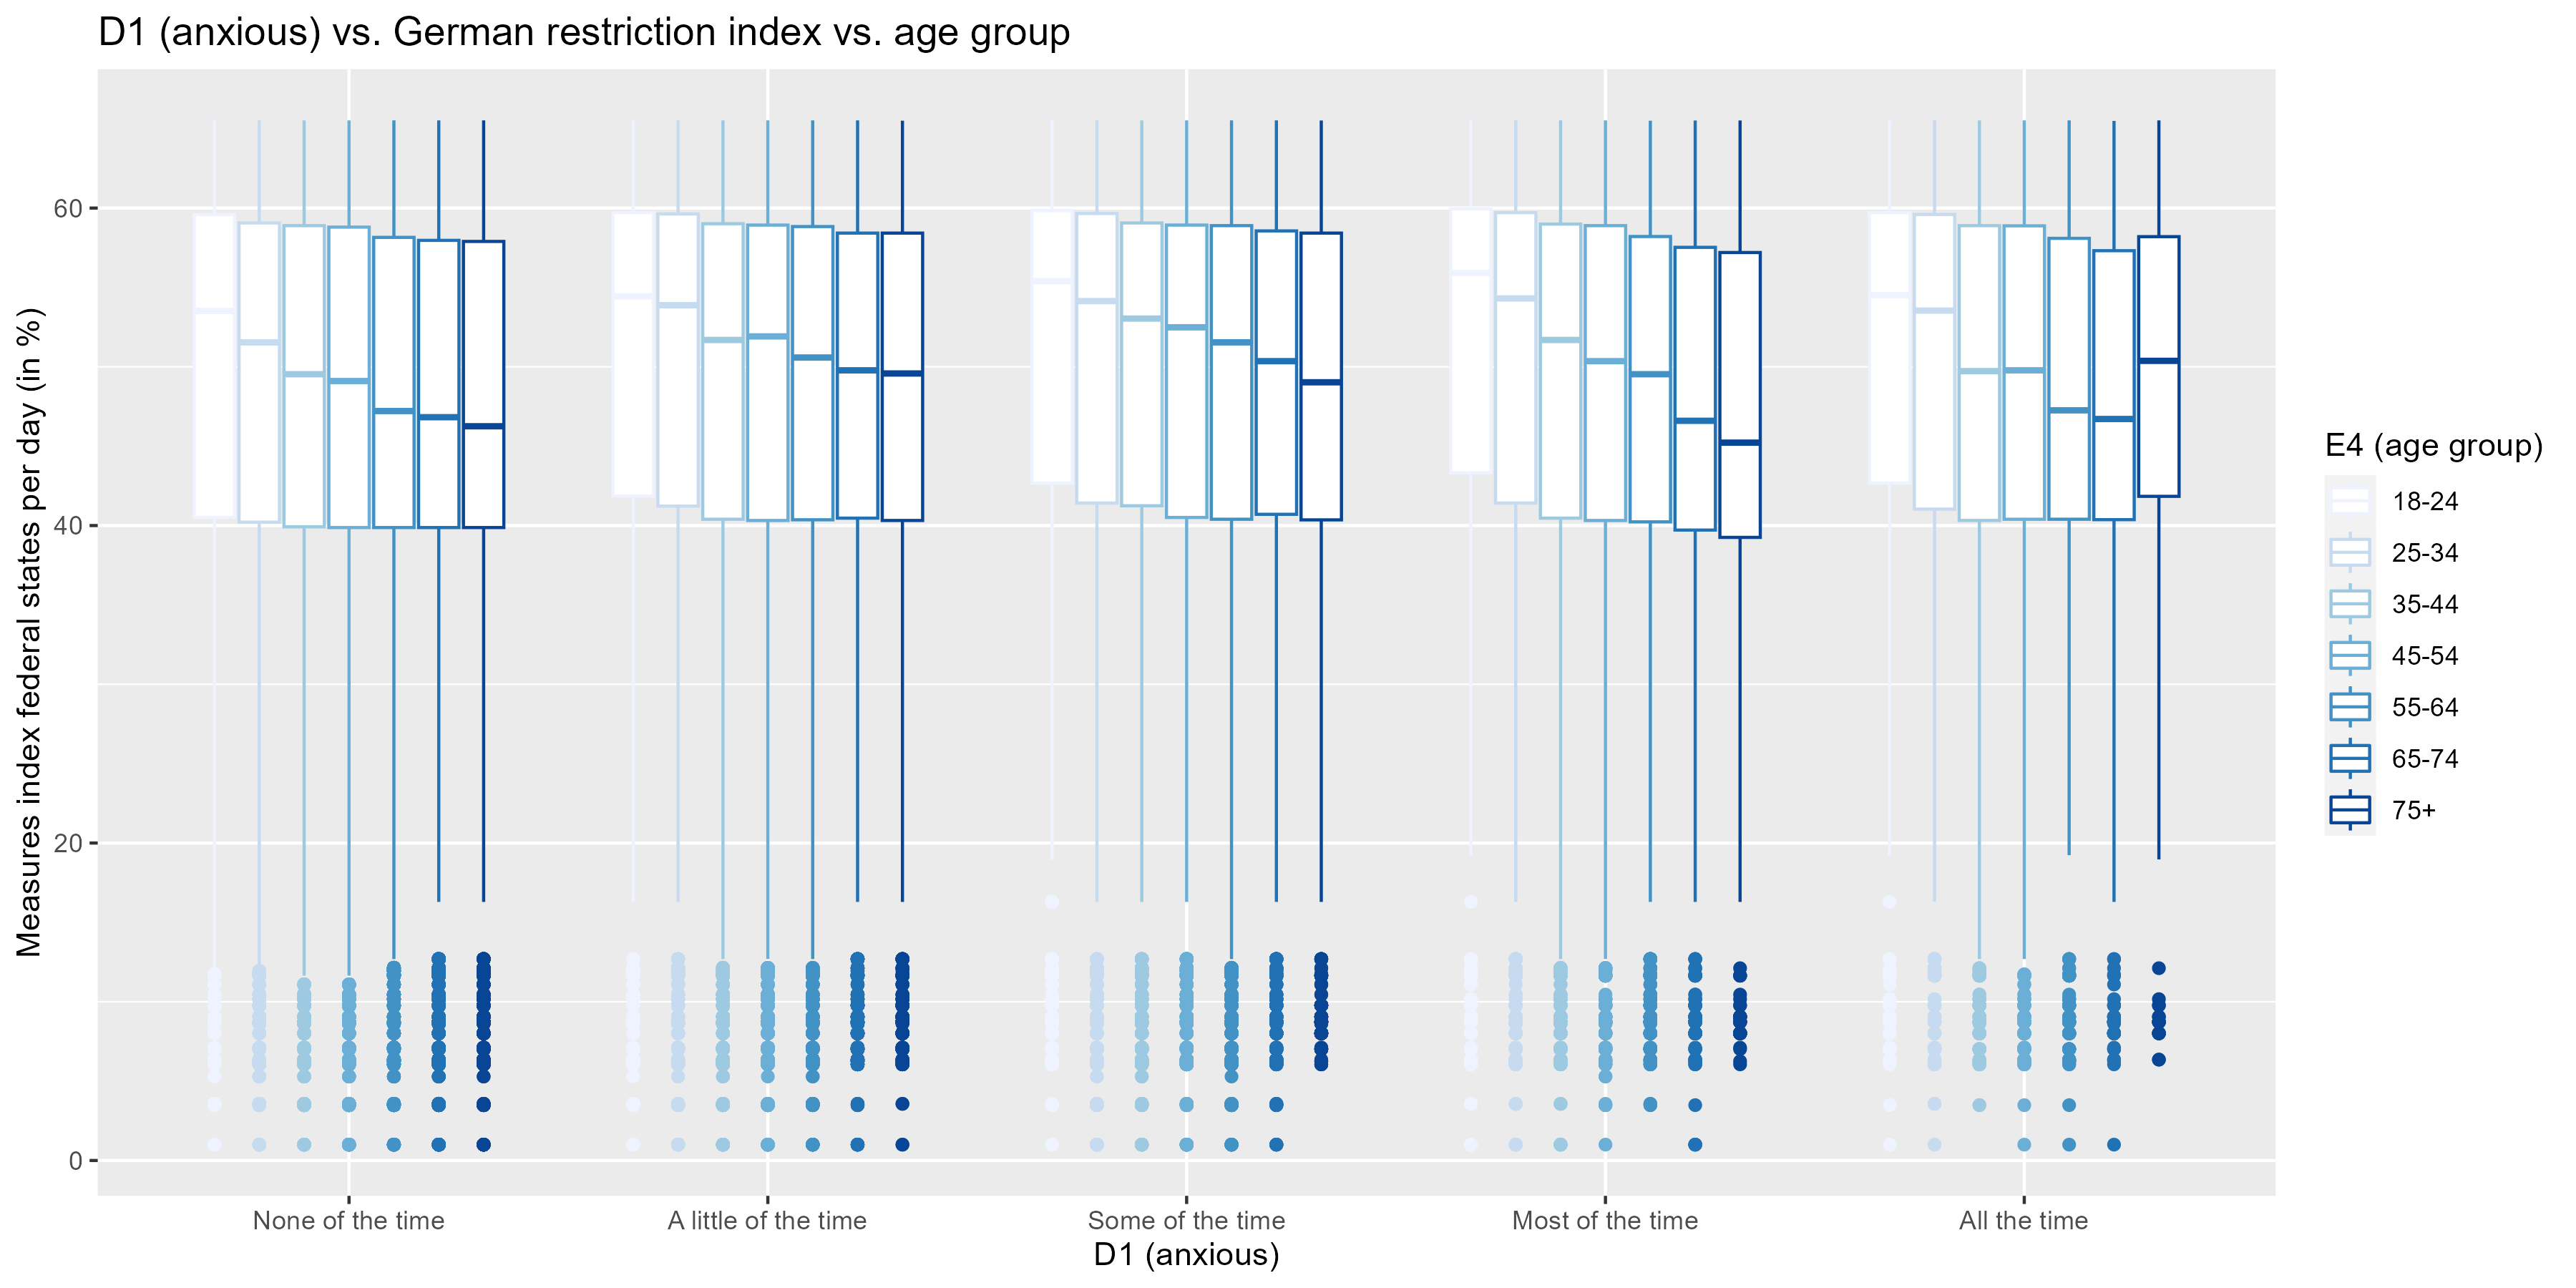 D1 (anxious) vs. German restriction index vs. age group
Measures index federal states per day (in %)
60
40
20
0
None of the time
A little of the time
Some of the time
Most of the time
All the time
D1 (anxious)
E4 (age group)
18-24
25-34
35-44
45-54
55-64
65-74
75+